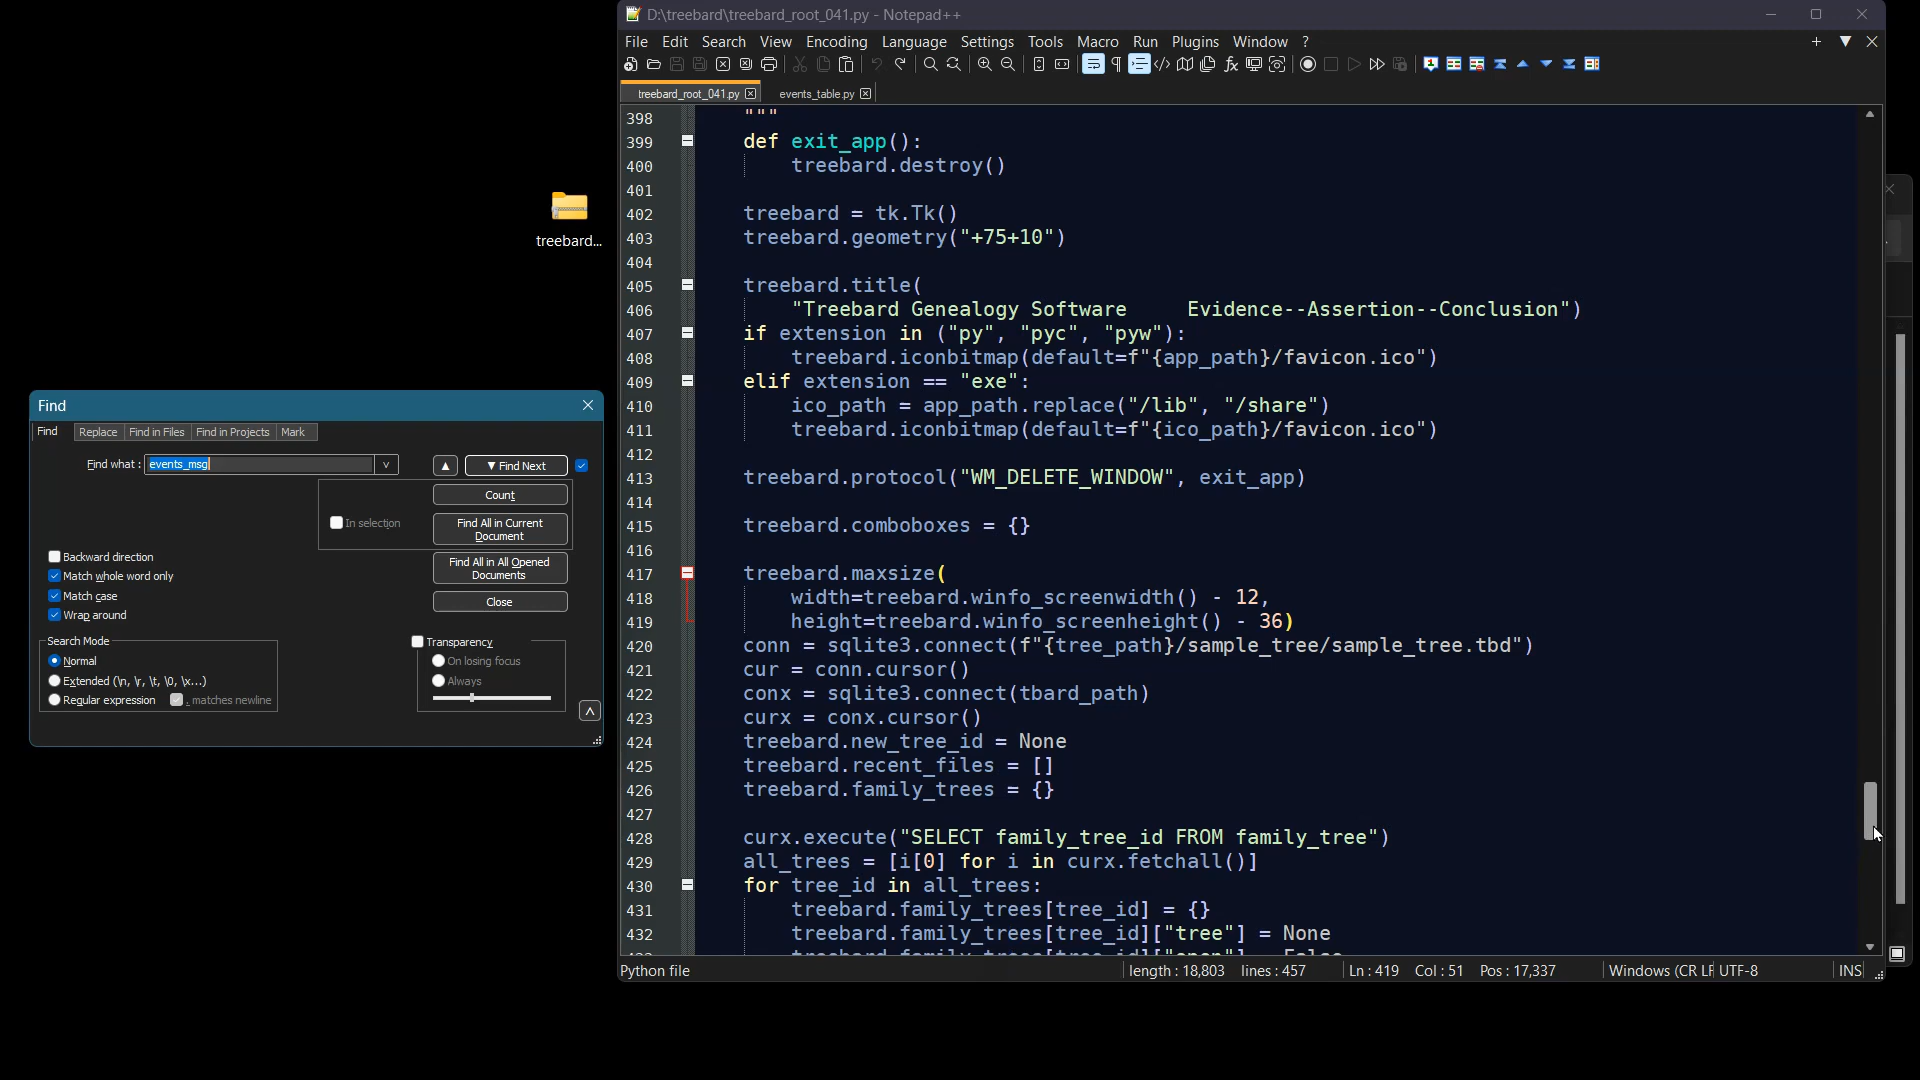 D:\treebard\treebard_root_041.py - Notepad++
File Edit Search View Encoding Language Settings Tools Macro Run Plugins Window ?
treebard_root_041.py
events_table.py
398 """
399 def exit_app():
400 treebard.destroy()
401
402 treebard = tk.Tk()
403 treebard.geometry("+75+10")
404
405 treebard.title(
406 "Treebard Genealogy Software     Evidence--Assertion--Conclusion")
407 if extension in ("py", "pyc", "pyw"):
408 treebard.iconbitmap(default=f"{app_path}/favicon.ico")
409 elif extension == "exe":
410 ico_path = app_path.replace("/lib", "/share")
411 treebard.iconbitmap(default=f"{ico_path}/favicon.ico")
412
413 treebard.protocol("WM_DELETE_WINDOW", exit_app)
414
415 treebard.comboboxes = {}
416
417 treebard.maxsize(
418 width=treebard.winfo_screenwidth() - 12,
419 height=treebard.winfo_screenheight() - 36)
420 conn = sqlite3.connect(f"{tree_path}/sample_tree/sample_tree.tbd")
421 cur = conn.cursor()
422 conx = sqlite3.connect(tbard_path)
423 curx = conx.cursor()
424 treebard.new_tree_id = None
425 treebard.recent_files = []
426 treebard.family_trees = {}
427
428 curx.execute("SELECT family_tree_id FROM family_tree")
429 all_trees = [i[0] for i in curx.fetchall()]
430 for tree_id in all_trees:
431 treebard.family_trees[tree_id] = {}
432 treebard.family_trees[tree_id]["tree"] = None
Python file
length : 18,803 lines : 457
Ln : 419 Col : 51 Pos : 17,337
Windows (CR LF
UTF-8
INS
treebard...
Find
Find Replace Find in Files Find in Projects Mark
Find what : events_msg
▲ ▼ Find Next
Count
In selection
Find All in Current
Document
Backward direction
Find All in All Opened
Documents
Match whole word only
Match case
Close
Wrap around
Search Mode
Transparency
Normal
On losing focus
Extended (\n, \r, \t, \0, \x...)
Always
Regular expression
. matches newline